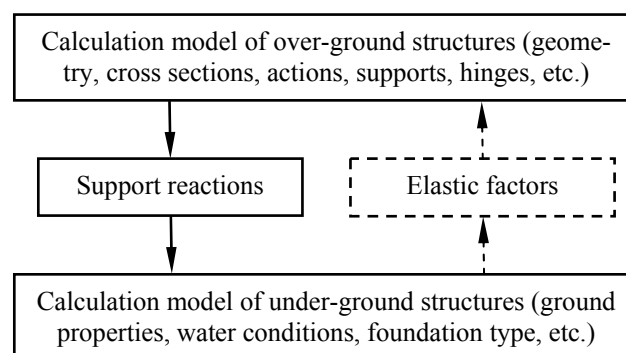 Calculation model of over-ground structures (geome-
try, cross sections, actions, supports, hinges, etc.)
Support reactions
Elastic factors
Calculation model of under-ground structures (ground
properties, water conditions, foundation type, etc.)